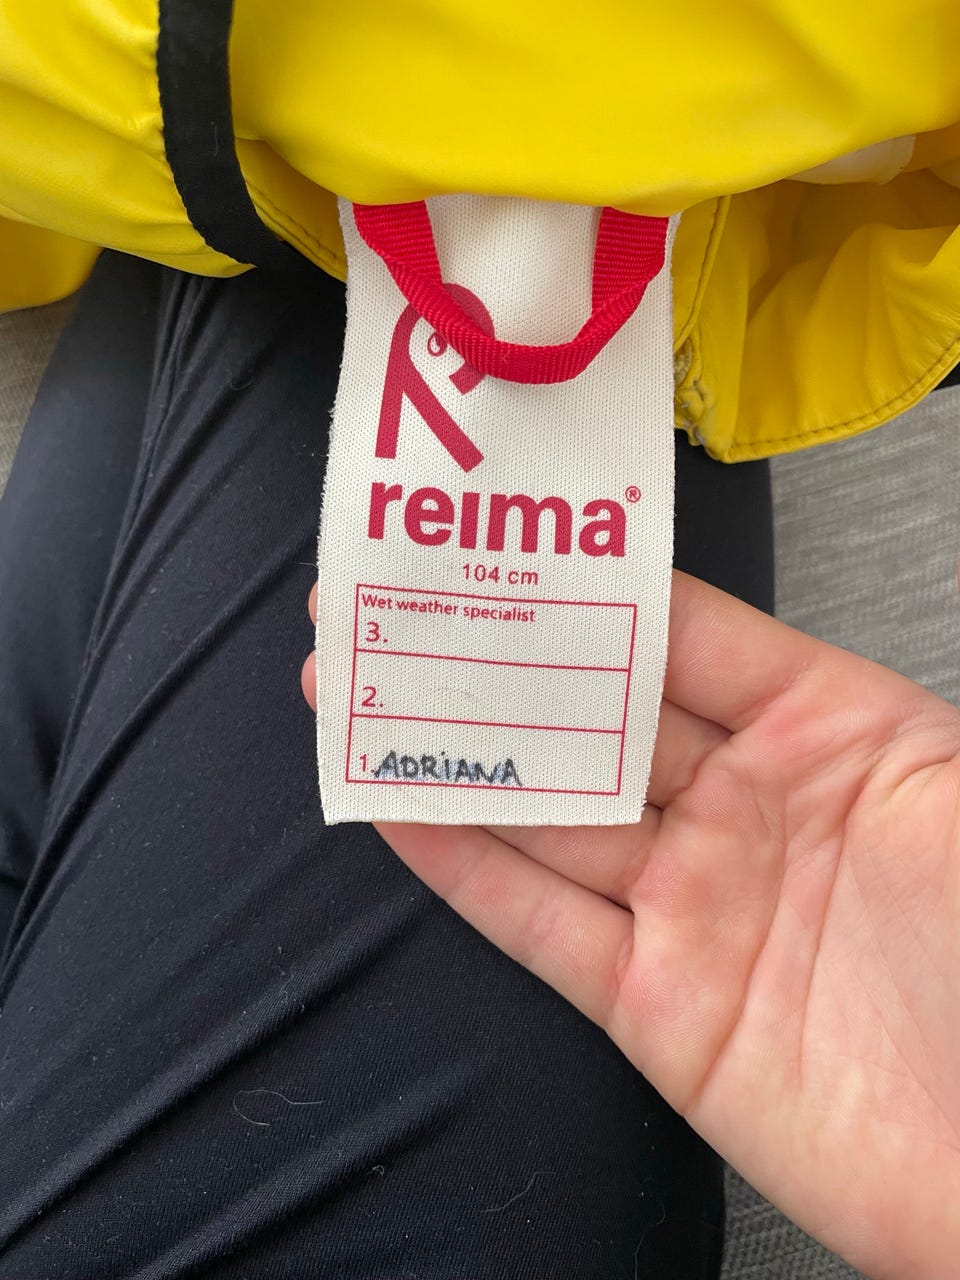 reima®
104 cm
Wet weather specialist
3.
2.
1. ADRIANA